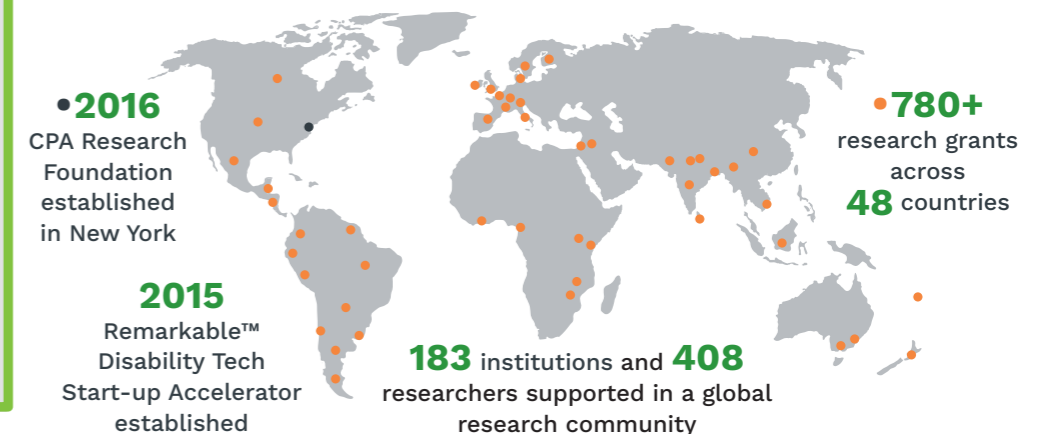 2016
CPA Research
Foundation
established
in New York
2015
Remarkable™
Disability Tech
Start-up Accelerator
established
183 institutions and 408
researchers supported in a global
research community
780+
research grants
across
48 countries